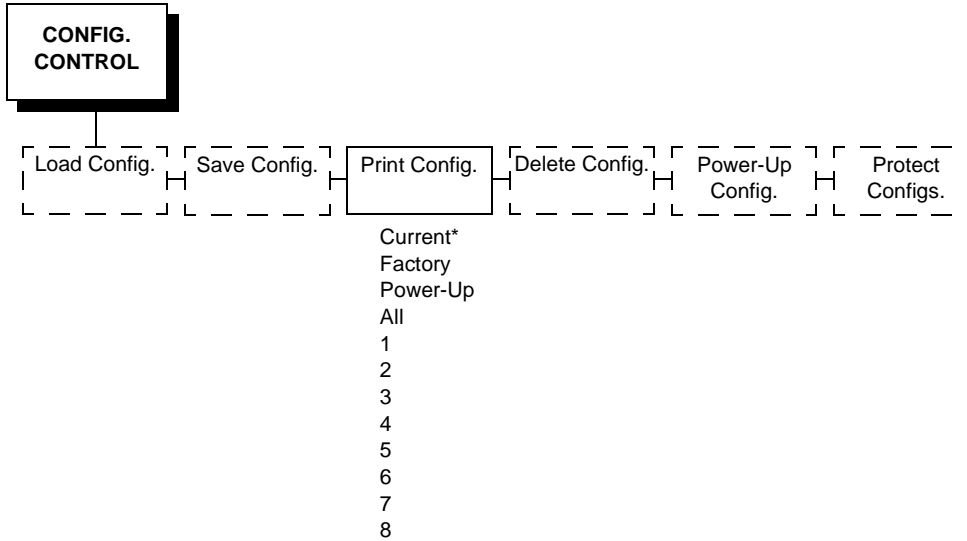 CONFIG.
CONTROL
Load Config.
Save Config.
Print Config.
Delete Config.
Power-Up
Config.
Protect
Configs.
Current*
Factory
Power-Up
All
1
2
3
4
5
6
7
8